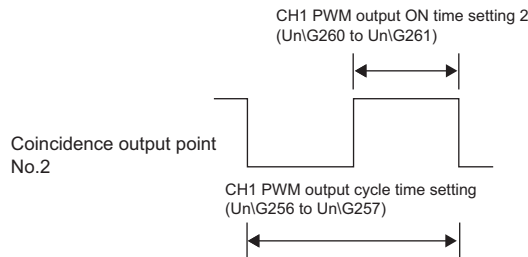 CH1 PWM output ON time setting 2
(Un\G260 to Un\G261)
Coincidence output point
No.2
CH1 PWM output cycle time setting
(Un\G256 to Un\G257)